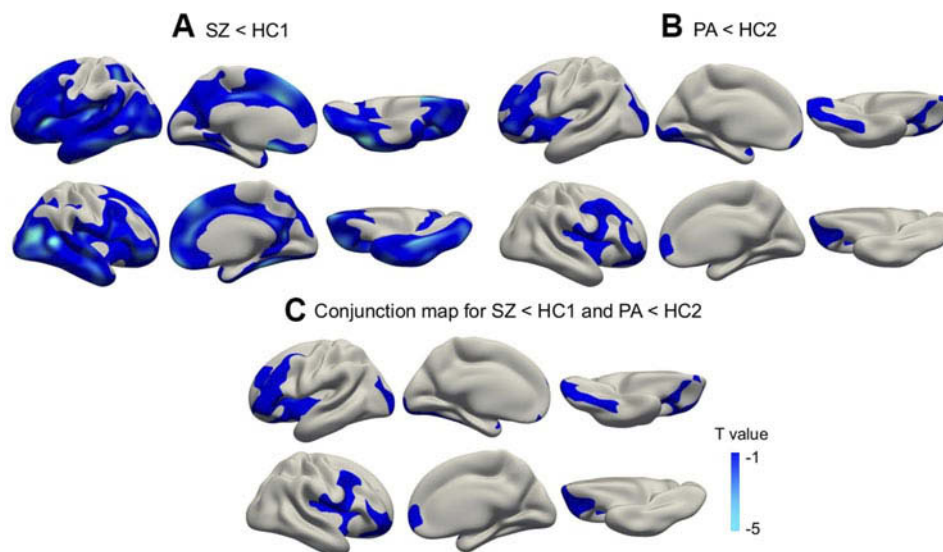 A SZ < HC1
B PA < HC2
C Conjunction map for SZ < HC1 and PA < HC2
T value
-1
-5